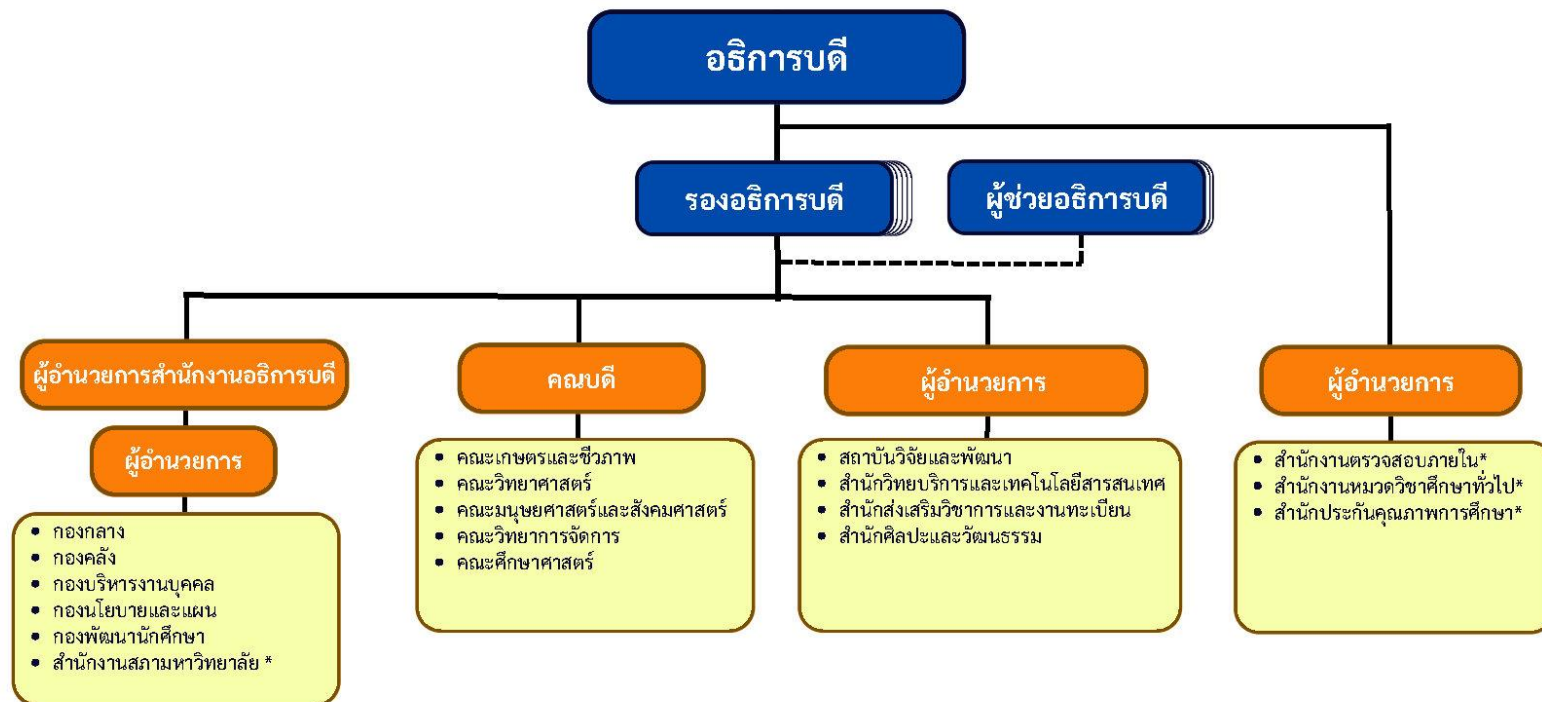 อธิการบดี
รองอธิการบดี
ผู้ช่วยอธิการบดี
ผู้อำนวยการสำนักงานอธิการบดี
ผู้อำนวยการ
• กองกลาง
• กองคลัง
• กองบริหารงานบุคคล
• กองนโยบายและแผน
• กองพัฒนานักศึกษา
• สำนักงานสภามหาวิทยาลัย *
คณบดี
• คณะเกษตรและชีวภาพ
• คณะวิทยาศาสตร์
• คณะมนุษยศาสตร์และสังคมศาสตร์
• คณะวิทยาการจัดการ
• คณะศึกษาศาสตร์
ผู้อำนวยการ
• สถาบันวิจัยและพัฒนา
• สำนักวิทยบริการและเทคโนโลยีสารสนเทศ
• สำนักส่งเสริมวิชาการและงานทะเบียน
• สำนักศิลปะและวัฒนธรรม
ผู้อำนวยการ
• สำนักงานตรวจสอบภายใน*
• สำนักงานหมวดวิชาศึกษาทั่วไป*
• สำนักประกันคุณภาพการศึกษา*